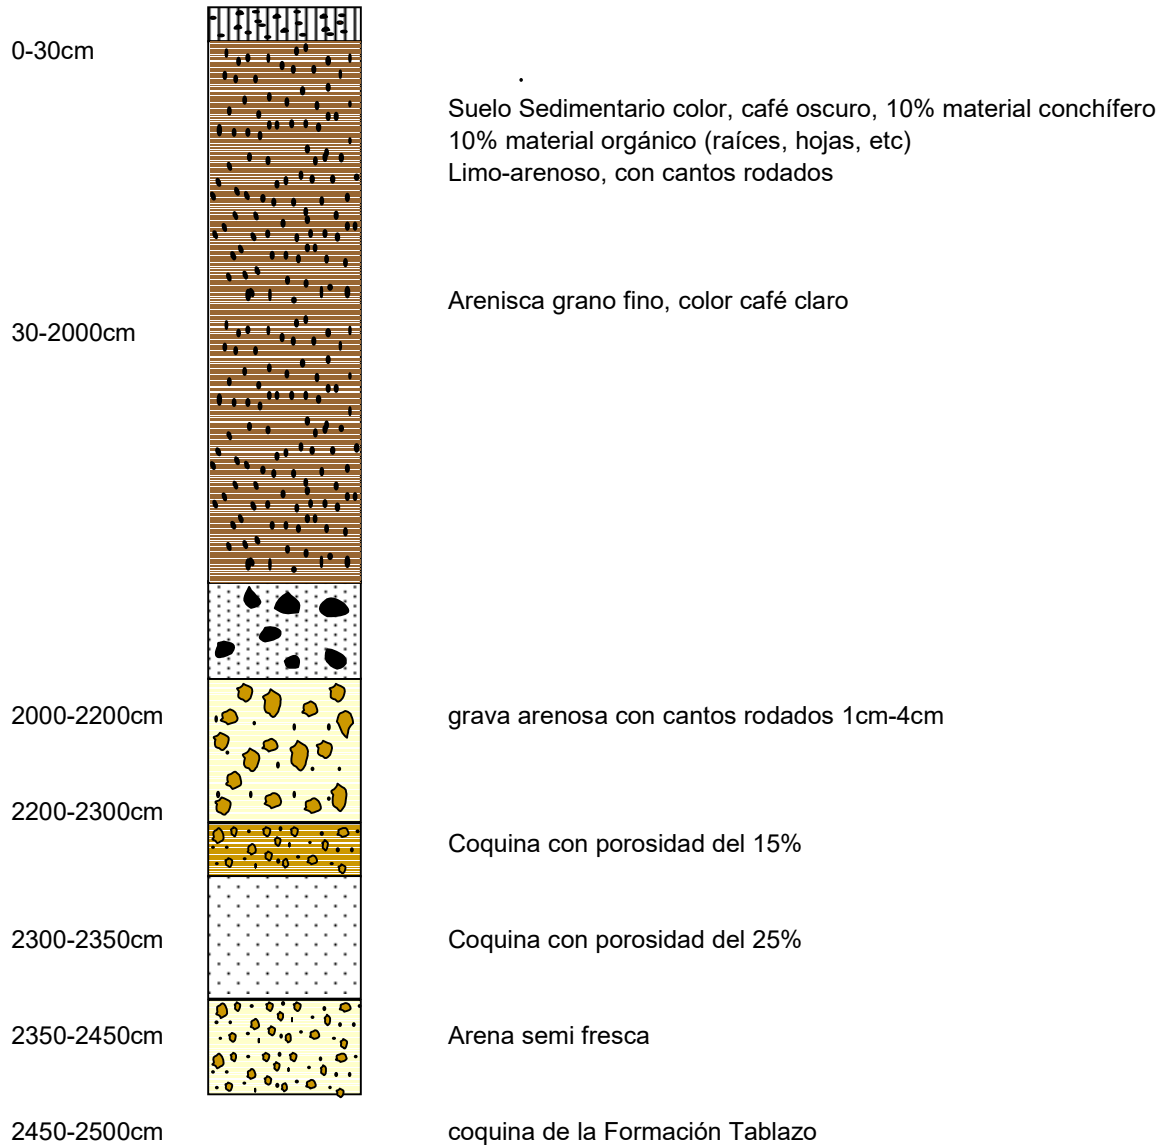 0-30cm
.
Suelo Sedimentario color, café oscuro, 10% material conchífero
10% material orgánico (raíces, hojas, etc)
Limo-arenoso, con cantos rodados
Arenisca grano fino, color café claro
30-2000cm
2000-2200cm
grava arenosa con cantos rodados 1cm-4cm
2200-2300cm
Coquina con porosidad del 15%
2300-2350cm
Coquina con porosidad del 25%
2350-2450cm
Arena semi fresca
2450-2500cm
coquina de la Formación Tablazo